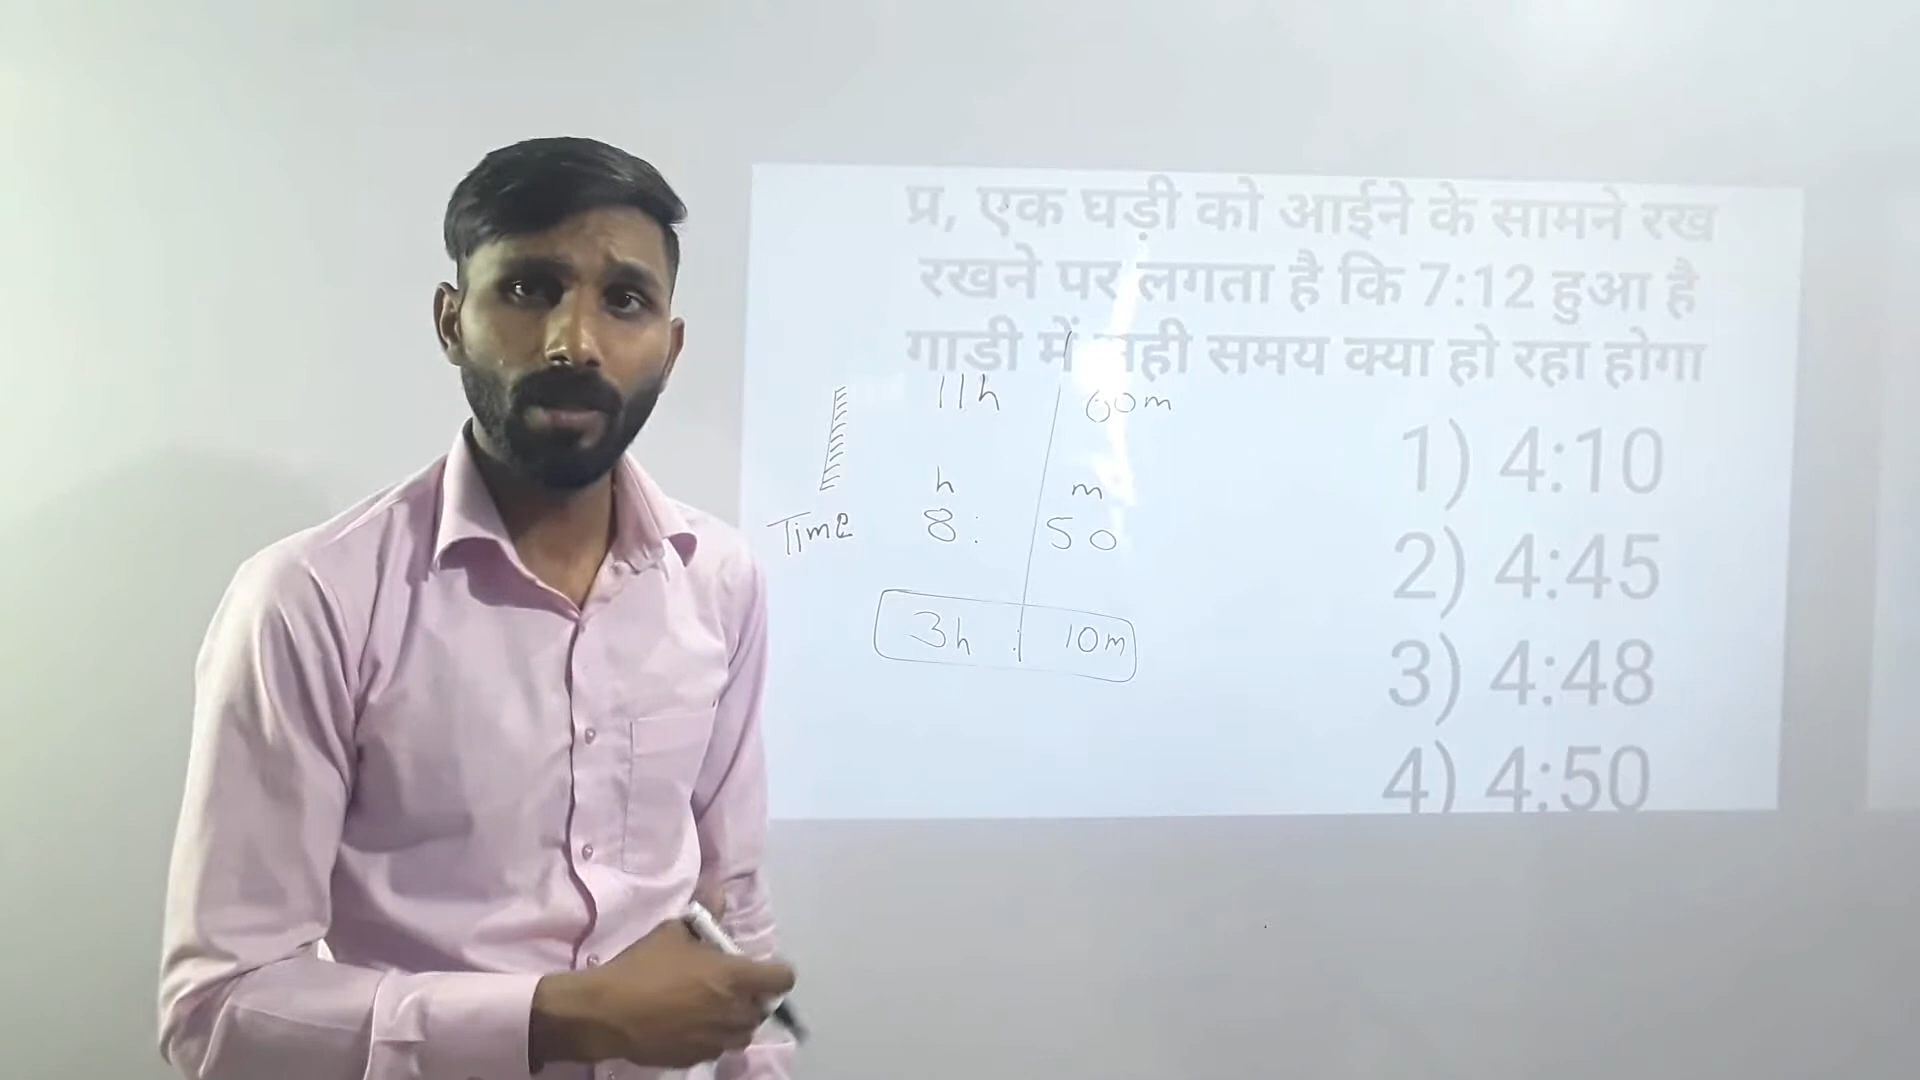 प्र, एक घड़ी को आईने के सामने रख
रखने पर लगता है कि 7:12 हुआ है
गाडी में सही समय क्या हो रहा होगा
11h 60m
h m
Time 8: 50
3h : 10m
1) 4:10
2) 4:45
3) 4:48
4) 4:50